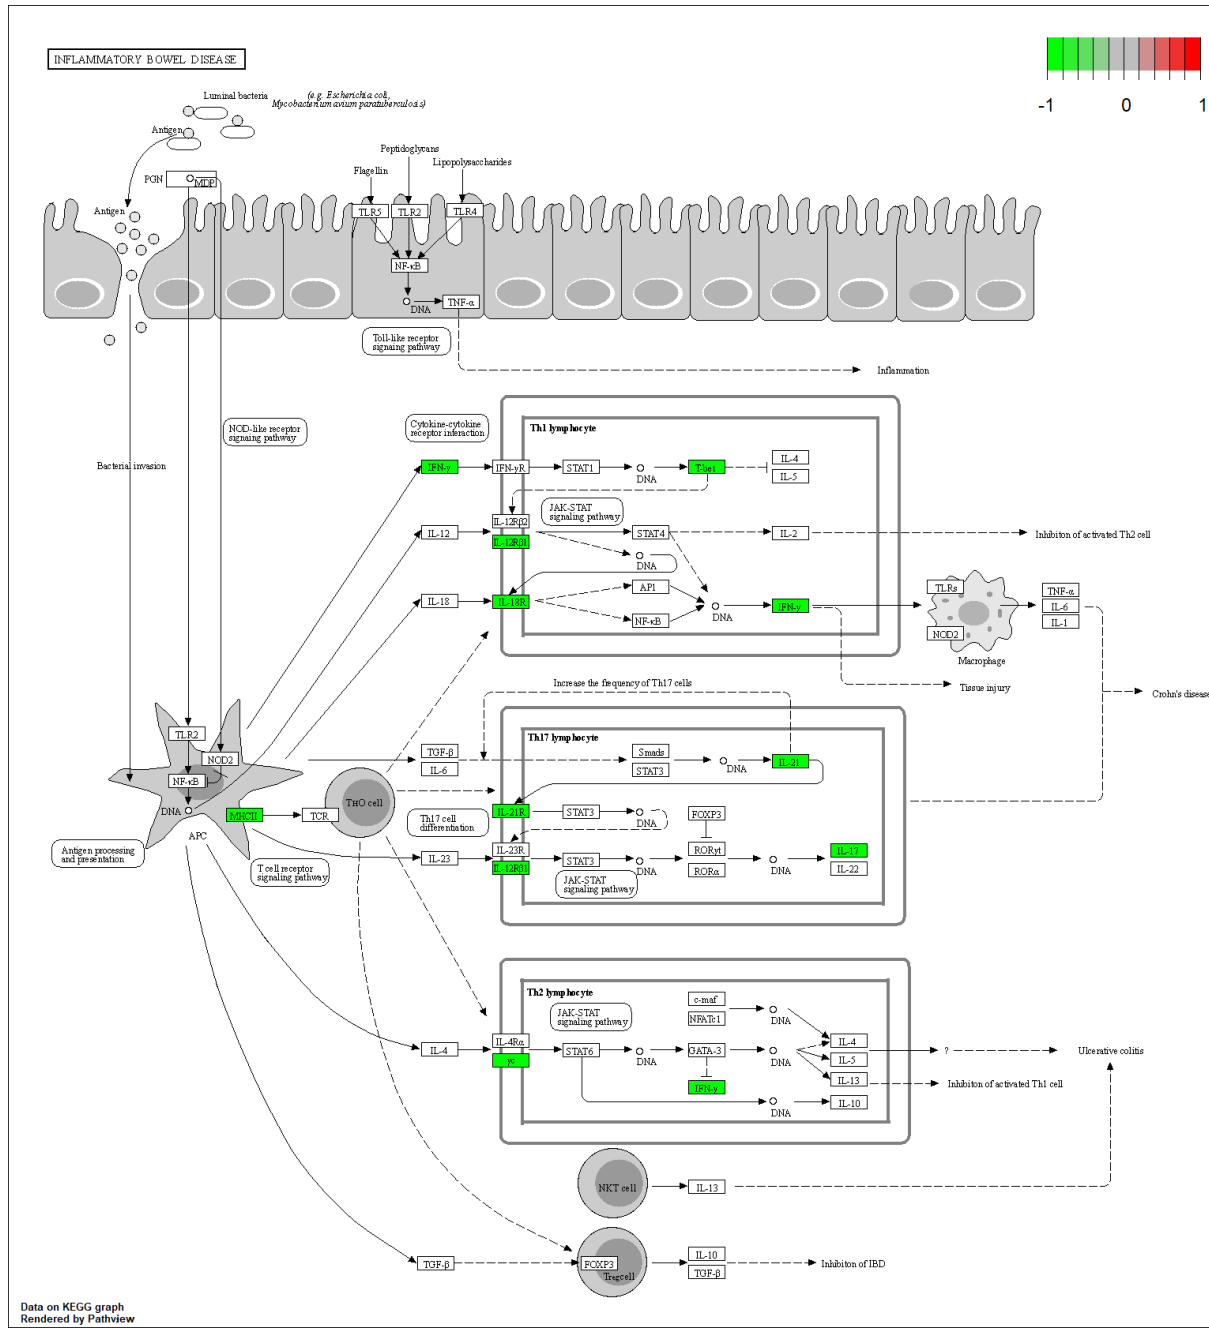 INFLAMMATORY BOWEL DISEASE
-1
0
1
Luminal bacteria
(e.g. Escherichia coli,
Mycobacterium avium paratuberculosis)
Antigen
PGN
MDP
Antigen
Flagellin
Peptidoglycans
Lipopolysaccharides
TLR5
TLR2
TLR4
NF-κB
DNA
TNF-α
Toll-like receptor
signaling pathway
Inflammation
NOD-like receptor
signaling pathway
Bacterial invasion
Cytokine-cytokine
receptor interaction
Th1 lymphocyte
IFN-γ
IFN-γR
STAT1
DNA
T-bet
IL-4
IL-5
JAK-STAT
signaling pathway
IL-12
IL-12Rβ2
IL-12Rβ1
STAT4
DNA
IL-2
Inhibiton of activated Th2 cell
IL-18
IL-18R
AP1
NF-κB
DNA
IFN-γ
TLRs
NOD2
Macrophage
TNF-α
IL-6
IL-1
Tissue injury
Crohn's disease
Increase the frequency of Th17 cells
Th17 lymphocyte
TGF-β
IL-6
Smads
STAT3
DNA
IL-21
TLR2
NOD2
NF-κB
DNA
MHCII
TCR
TH0 cell
APC
Antigen processing
and presentation
T cell receptor
signaling pathway
Th17 cell
differentiation
IL-21R
STAT3
DNA
FOXP3
IL-23
IL-23R
IL-12Rβ1
STAT3
DNA
RORγt
RORα
DNA
IL-17
IL-22
JAK-STAT
signaling pathway
Th2 lymphocyte
JAK-STAT
signaling pathway
c-maf
NFATc1
DNA
IL-4
IL-4Rα
γc
STAT6
DNA
GATA-3
DNA
IFN-γ
IL-4
IL-5
IL-13
?
Ulcerative colitis
Inhibiton of activated Th1 cell
DNA
IL-10
NKT cell
IL-13
TGF-β
FOXP3
Treg cell
IL-10
TGF-β
Inhibiton of IBD
Data on KEGG graph
Rendered by Pathview